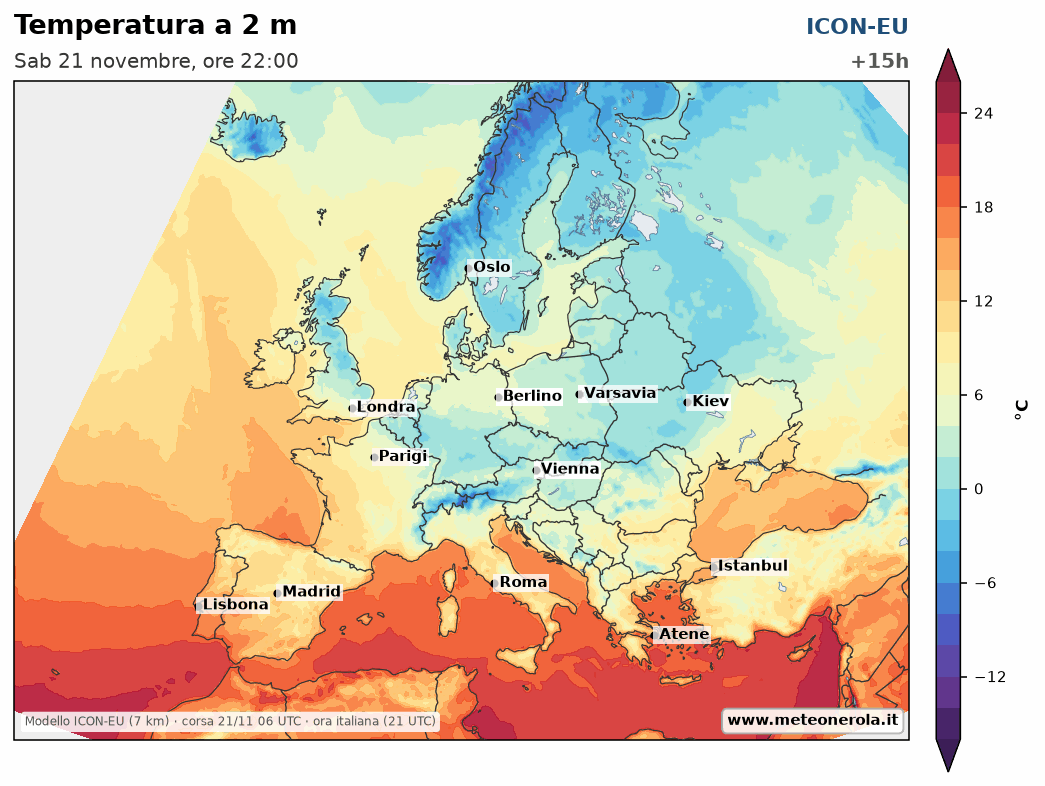 Temperatura a 2 m
ICON-EU
Sab 21 novembre, ore 22:00
+15h
24
18
12
6
0
−6
−12
°C
Oslo
Berlino
Varsavia
Kiev
Londra
Parigi
Vienna
Istanbul
Roma
Madrid
Lisbona
Atene
Modello ICON-EU (7 km) · corsa 21/11 06 UTC · ora italiana (21 UTC)
www.meteonerola.it